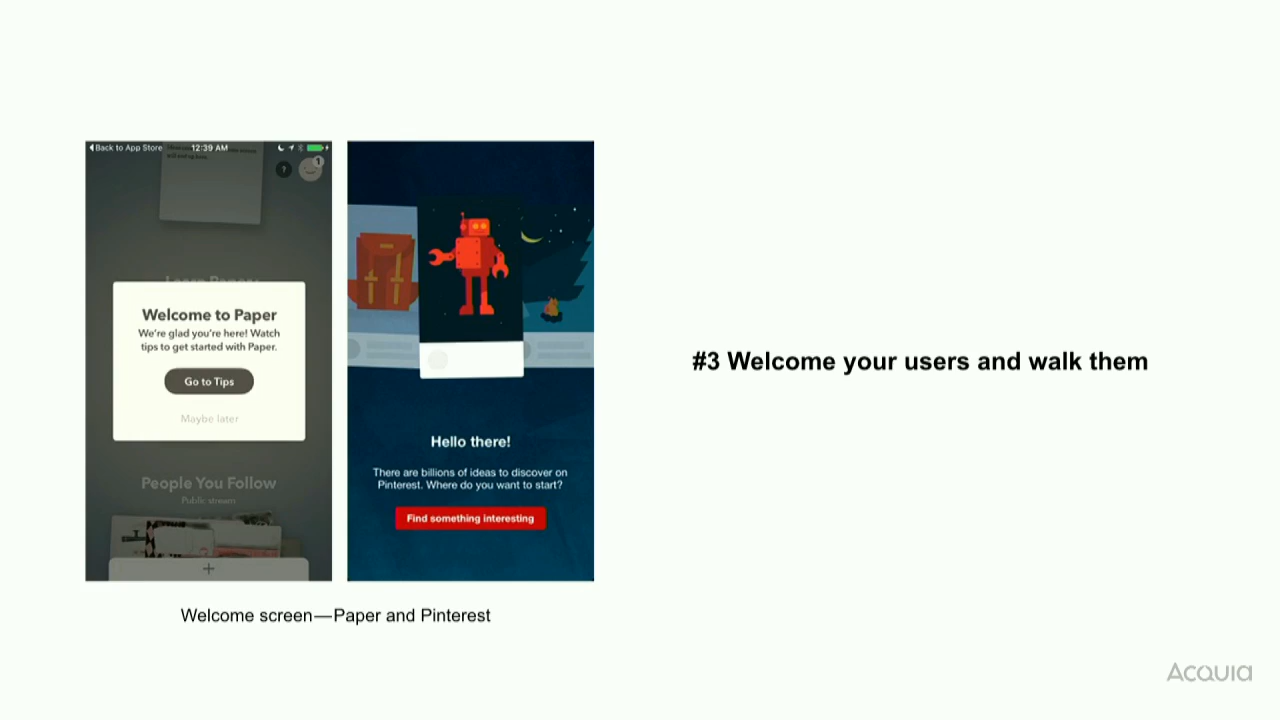 Back to App Store
12:39 AM
1
?
Learn Paper
Welcome to Paper
We're glad you're here! Watch
tips to get started with Paper.
Go to Tips
Maybe later
People You Follow
Public stream
+
Hello there!
There are billions of ideas to discover on
Pinterest. Where do you want to start?
Find something interesting
Welcome screen—Paper and Pinterest
#3 Welcome your users and walk them
Acquia